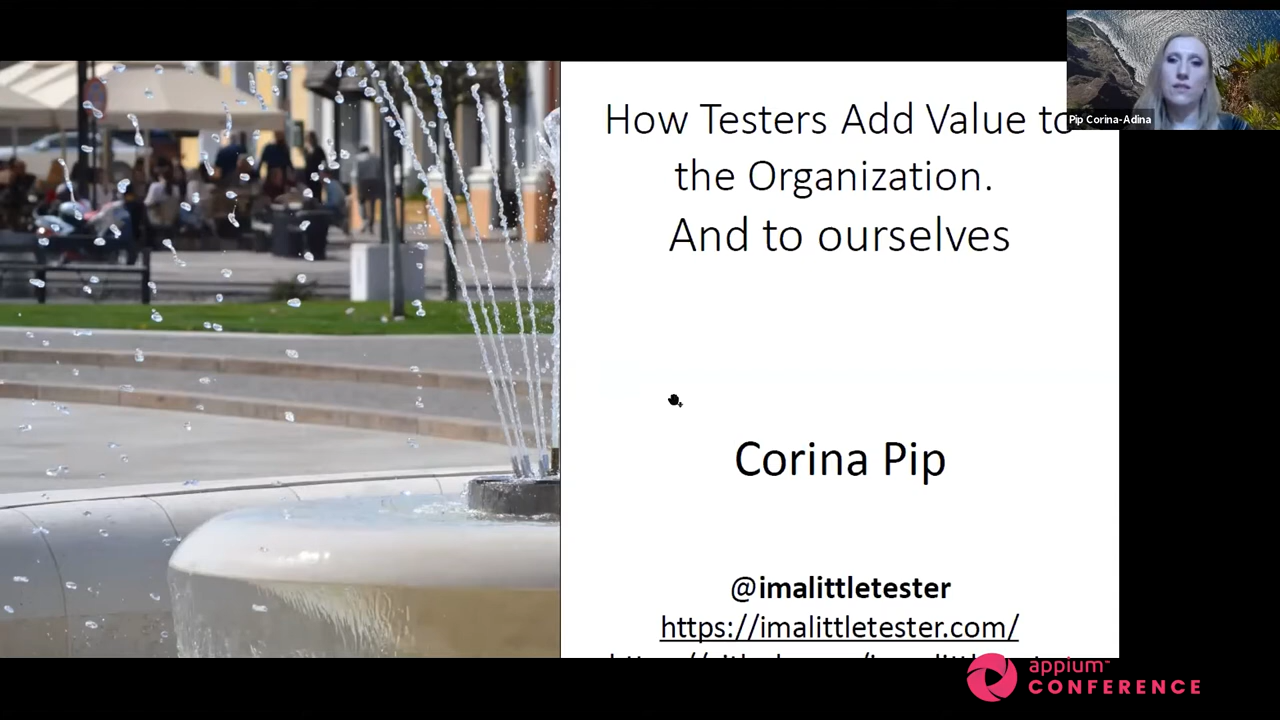 How Testers Add Value to
the Organization.
And to ourselves
Pip Corina-Adina
Corina Pip
@imalittletester
https://imalittletester.com/
appium
CONFERENCE